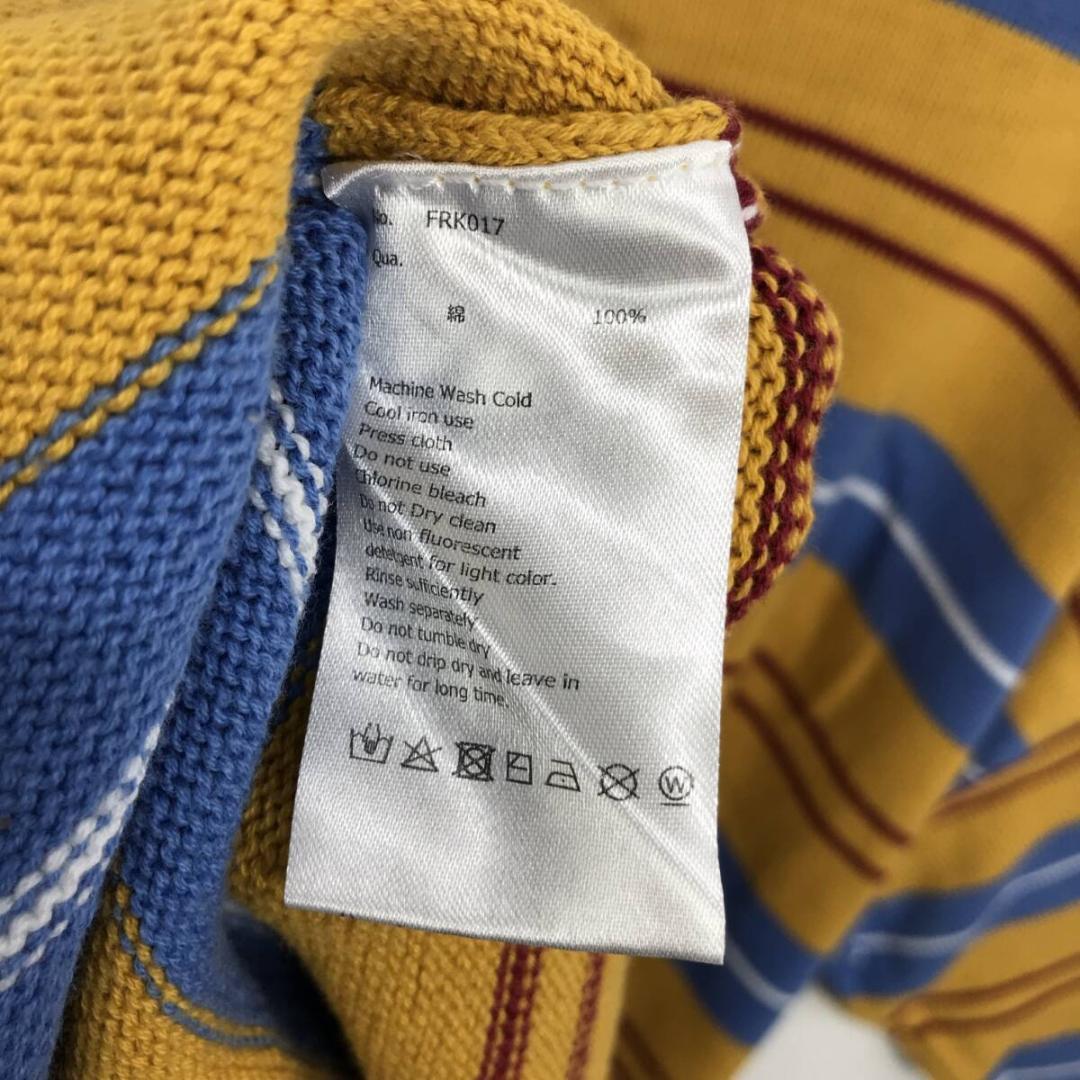 No. FRK017
Qua.
綿 100%
Machine Wash Cold
Cool iron use
Press cloth
Do not use
Chlorine bleach
Do not Dry clean
Use non fluorescent
detergent for light color.
Rinse sufficiently
Wash separately
Do not tumble dry
Do not drip dry and leave in
water for long time.
W